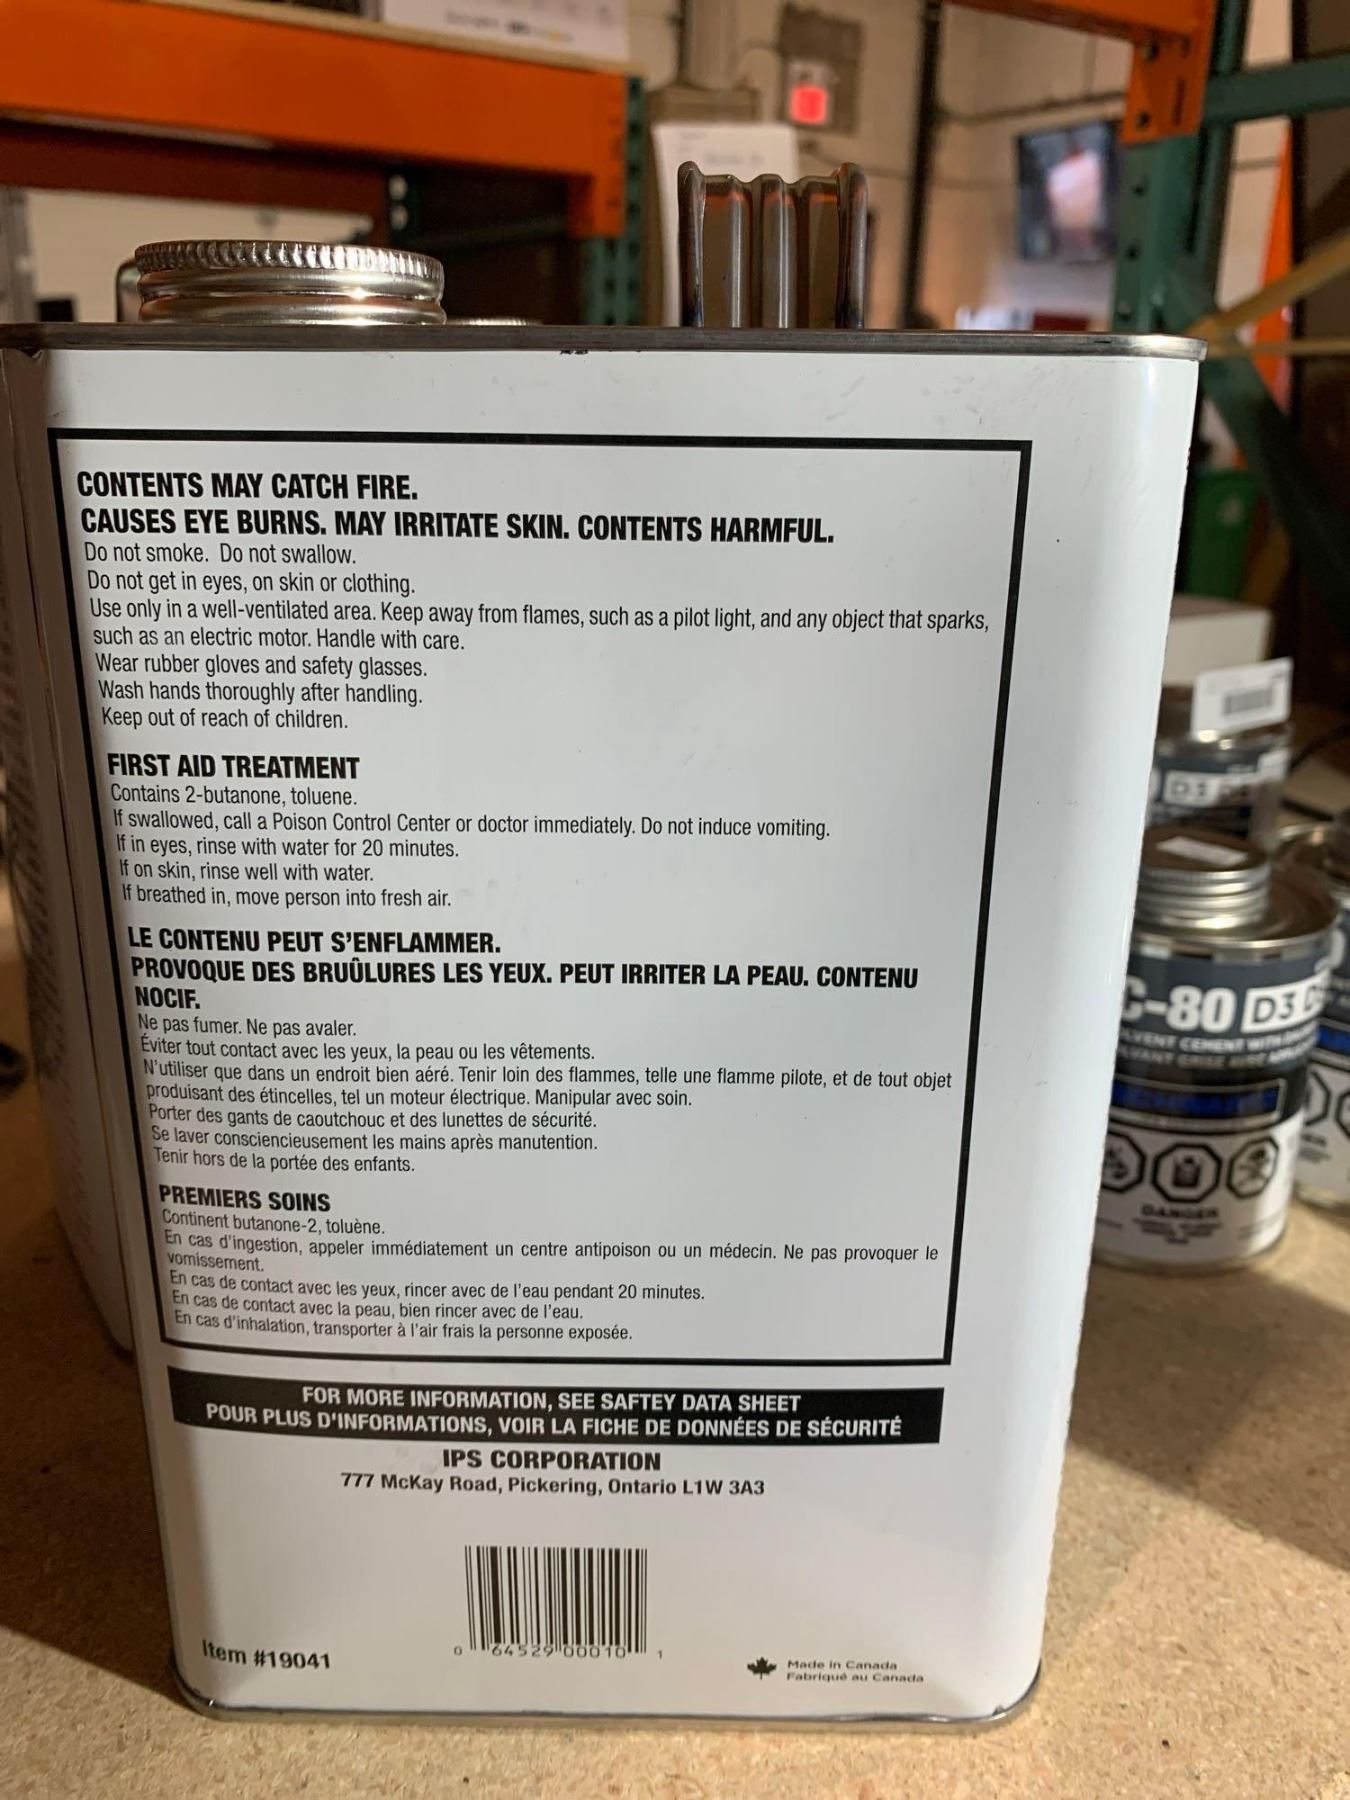 CONTENTS MAY CATCH FIRE.
CAUSES EYE BURNS. MAY IRRITATE SKIN. CONTENTS HARMFUL.
Do not smoke. Do not swallow.
Do not get in eyes, on skin or clothing.
Use only in a well-ventilated area. Keep away from flames, such as a pilot light, and any object that sparks,
such as an electric motor. Handle with care.
Wear rubber gloves and safety glasses.
Wash hands thoroughly after handling.
Keep out of reach of children.
FIRST AID TREATMENT
Contains 2-butanone, toluene.
If swallowed, call a Poison Control Center or doctor immediately. Do not induce vomiting.
If in eyes, rinse with water for 20 minutes.
If on skin, rinse well with water.
If breathed in, move person into fresh air.
LE CONTENU PEUT S'ENFLAMMER.
PROVOQUE DES BRUÛLURES LES YEUX. PEUT IRRITER LA PEAU. CONTENU
NOCIF.
Ne pas fumer. Ne pas avaler.
Éviter tout contact avec les yeux, la peau ou les vêtements.
N'utiliser que dans un endroit bien aéré. Tenir loin des flammes, telle une flamme pilote, et de tout objet
produisant des étincelles, tel un moteur électrique. Manipular avec soin.
Porter des gants de caoutchouc et des lunettes de sécurité.
Se laver consciencieusement les mains après manutention.
Tenir hors de la portée des enfants.
PREMIERS SOINS
Continent butanone-2, toluène.
En cas d'ingestion, appeler immédiatement un centre antipoison ou un médecin. Ne pas provoquer le
vomissement.
En cas de contact avec les yeux, rincer avec de l'eau pendant 20 minutes.
En cas de contact avec la peau, bien rincer avec de l'eau.
En cas d'inhalation, transporter à l'air frais la personne exposée.
FOR MORE INFORMATION, SEE SAFTEY DATA SHEET
POUR PLUS D'INFORMATIONS, VOIR LA FICHE DE DONNÉES DE SÉCURITÉ
IPS CORPORATION
777 McKay Road, Pickering, Ontario L1W 3A3
0 64529 00010 1
Item #19041
Made in Canada
Fabriqué au Canada
D3
C-80 D3
DANGER